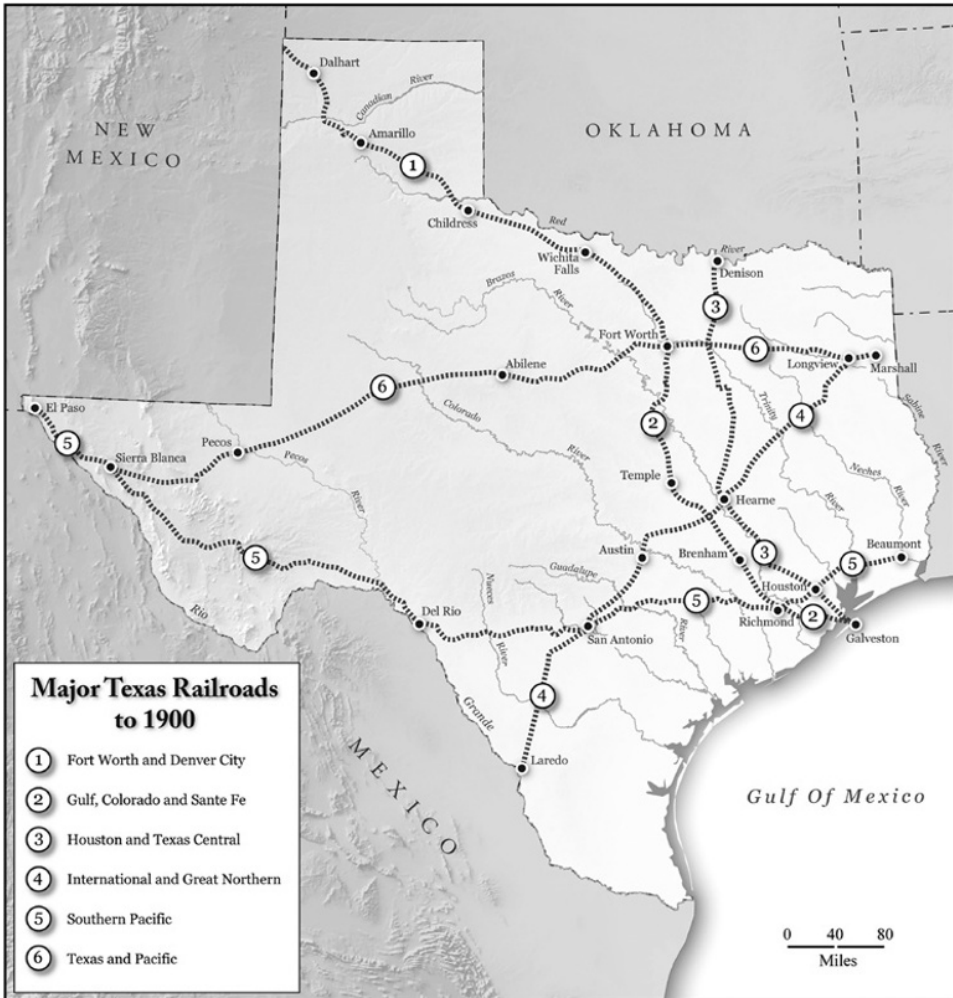 Dalhart
Canadian
River
NEW
MEXICO
OKLAHOMA
Amarillo
1
Childress
Red
River
Wichita
Falls
Denison
Brazos
River
3
Fort Worth
6
Longview
Marshall
Abilene
6
Colorado
Trinity
4
Sabine
River
El Paso
5
Sierra Blanca
Pecos
Pecos
River
2
Temple
Neches
River
Hearne
River
River
Austin
Brenham
3
Beaumont
5
5
Guadalupe
Nueces
River
Houston
Rio
Del Rio
San Antonio
5
River
Richmond
2
Galveston
Grande
4
Laredo
MEXICO
Gulf Of Mexico
Major Texas Railroads
to 1900
1 Fort Worth and Denver City
2 Gulf, Colorado and Sante Fe
3 Houston and Texas Central
4 International and Great Northern
5 Southern Pacific
6 Texas and Pacific
0 40 80
Miles